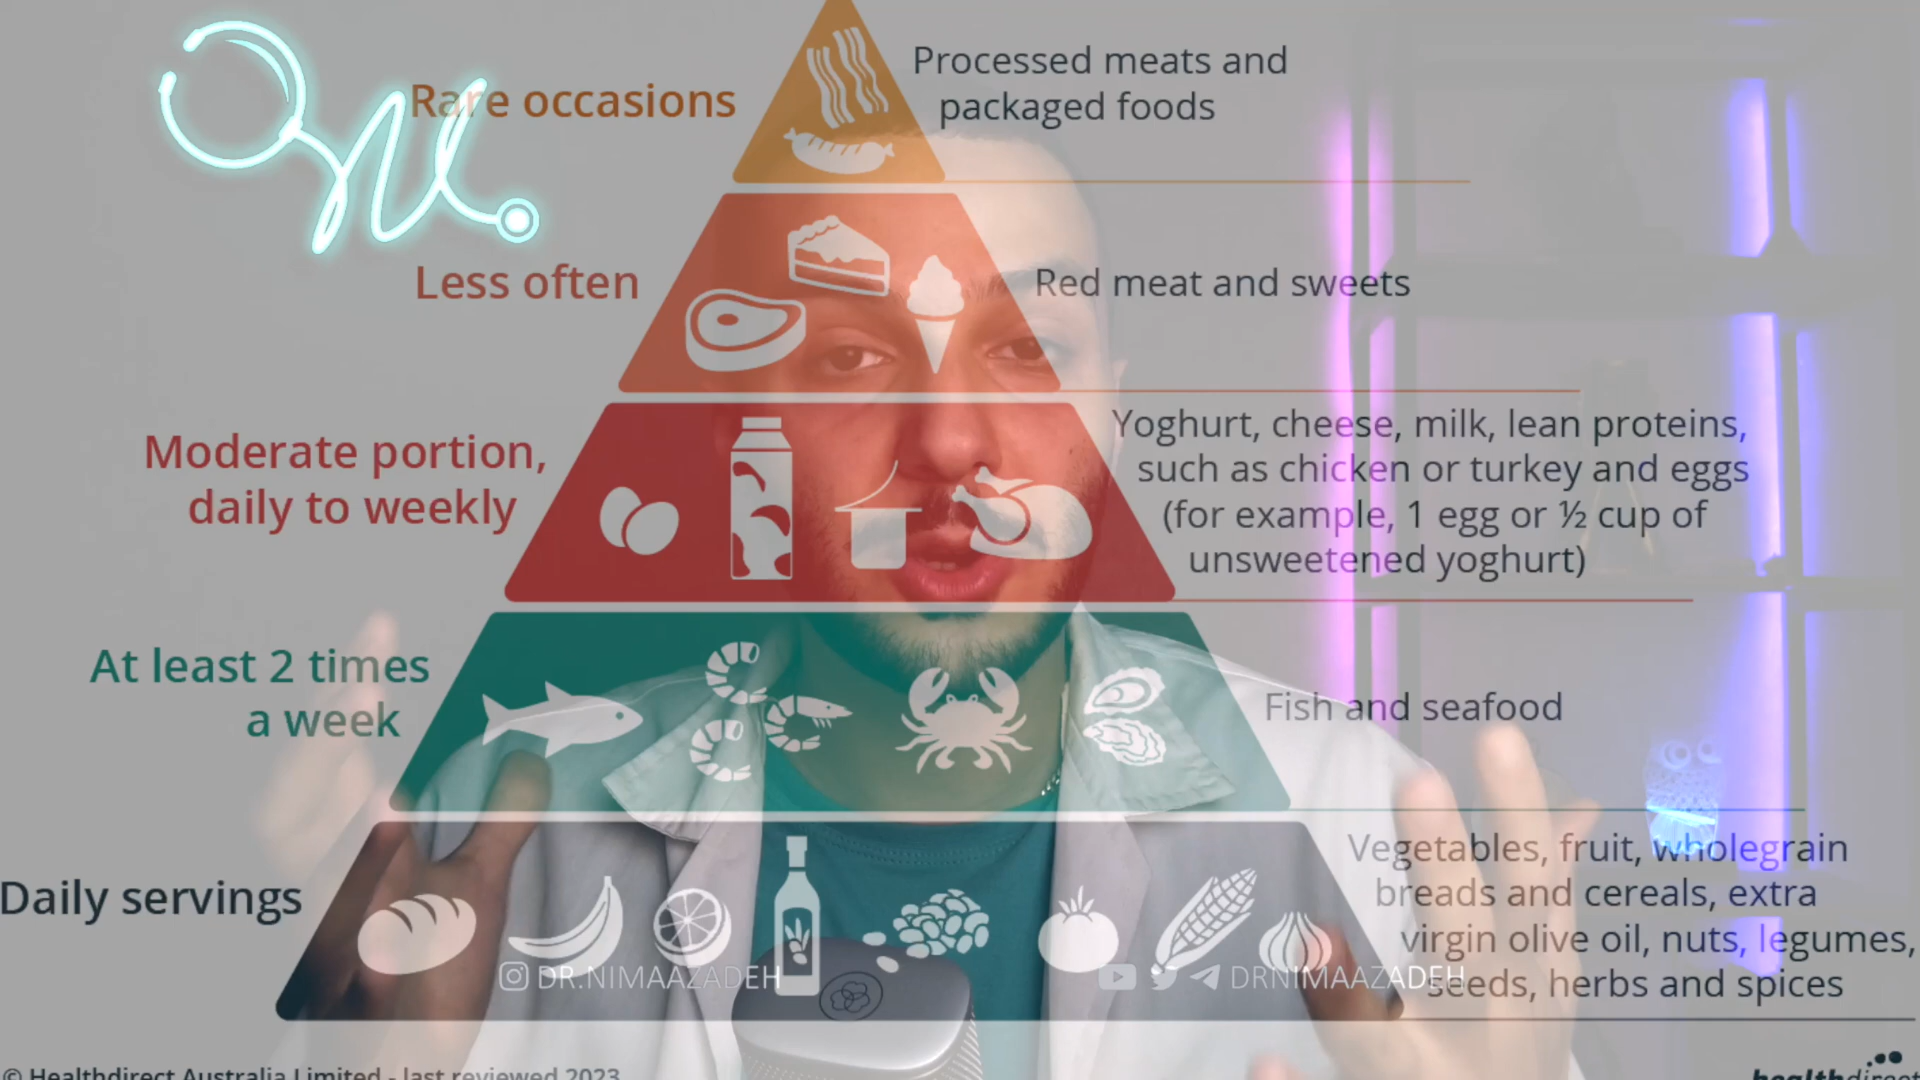 Rare occasions
Processed meats and
packaged foods
Less often
Red meat and sweets
Moderate portion,
daily to weekly
Yoghurt, cheese, milk, lean proteins,
such as chicken or turkey and eggs
(for example, 1 egg or ½ cup of
unsweetened yoghurt)
At least 2 times
a week
Fish and seafood
Daily servings
Vegetables, fruit, wholegrain
breads and cereals, extra
virgin olive oil, nuts, legumes,
seeds, herbs and spices
DR.NIMAAZADEH
DRNIMAAZADEH
© Healthdirect Australia Limited - last reviewed 2023
healthdirect